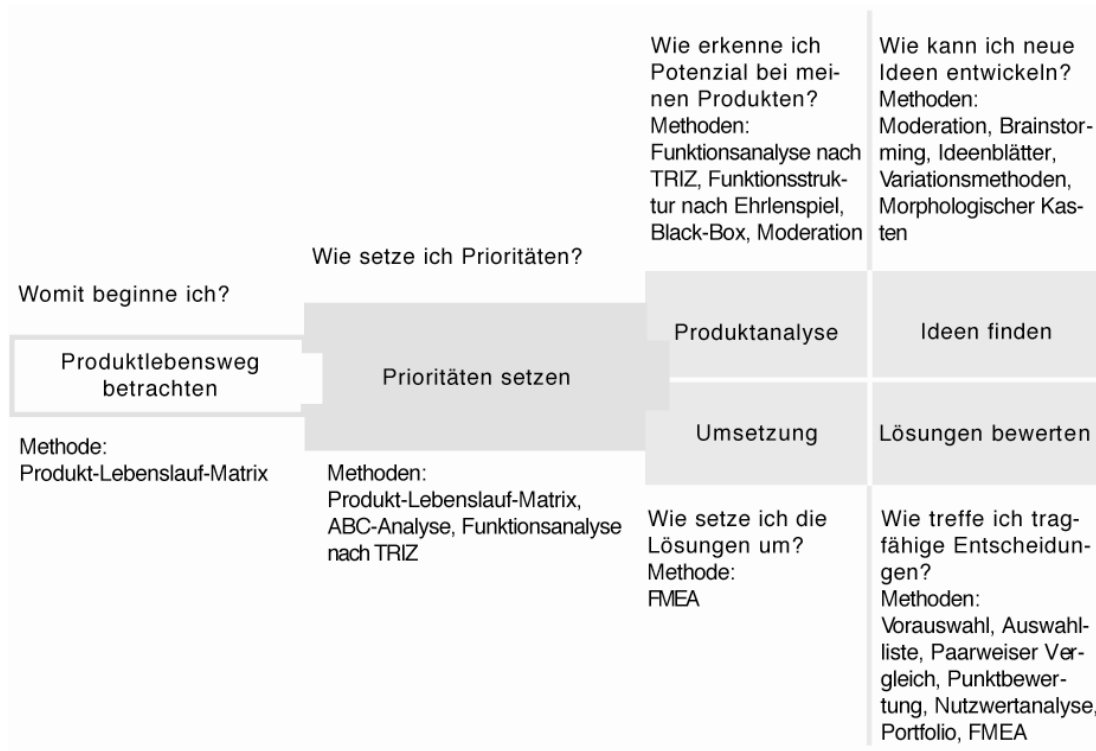 Womit beginne ich?
Produktlebensweg
betrachten
Methode:
Produkt-Lebenslauf-Matrix
Wie setze ich Prioritäten?
Prioritäten setzen
Methoden:
Produkt-Lebenslauf-Matrix,
ABC-Analyse, Funktionsanalyse
nach TRIZ
Wie erkenne ich
Potenzial bei mei-
nen Produkten?
Methoden:
Funktionsanalyse nach
TRIZ, Funktionsstruk-
tur nach Ehrlenspiel,
Black-Box, Moderation
Produktanalyse
Wie kann ich neue
Ideen entwickeln?
Methoden:
Moderation, Brainstor-
ming, Ideenblätter,
Variationsmethoden,
Morphologischer Kas-
ten
Ideen finden
Umsetzung
Wie setze ich die
Lösungen um?
Methode:
FMEA
Lösungen bewerten
Wie treffe ich trag-
fähige Entscheidun-
gen?
Methoden:
Vorauswahl, Auswahl-
liste, Paarweiser Ver-
gleich, Punktbewer-
tung, Nutzwertanalyse,
Portfolio, FMEA